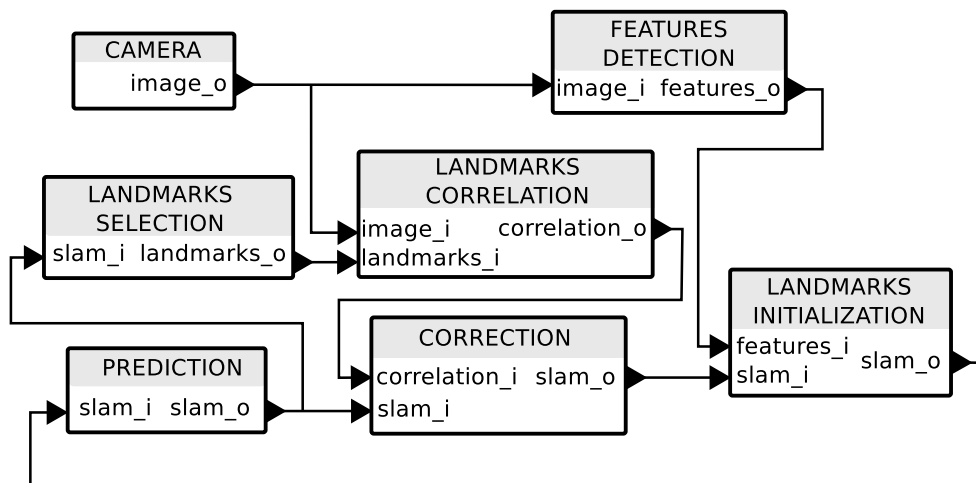 CAMERA
image_o
FEATURES
DETECTION
image_i features_o
LANDMARKS
SELECTION
slam_i landmarks_o
LANDMARKS
CORRELATION
image_i correlation_o
landmarks_i
LANDMARKS
INITIALIZATION
features_i
slam_o
slam_i
PREDICTION
slam_i slam_o
CORRECTION
correlation_i slam_o
slam_i